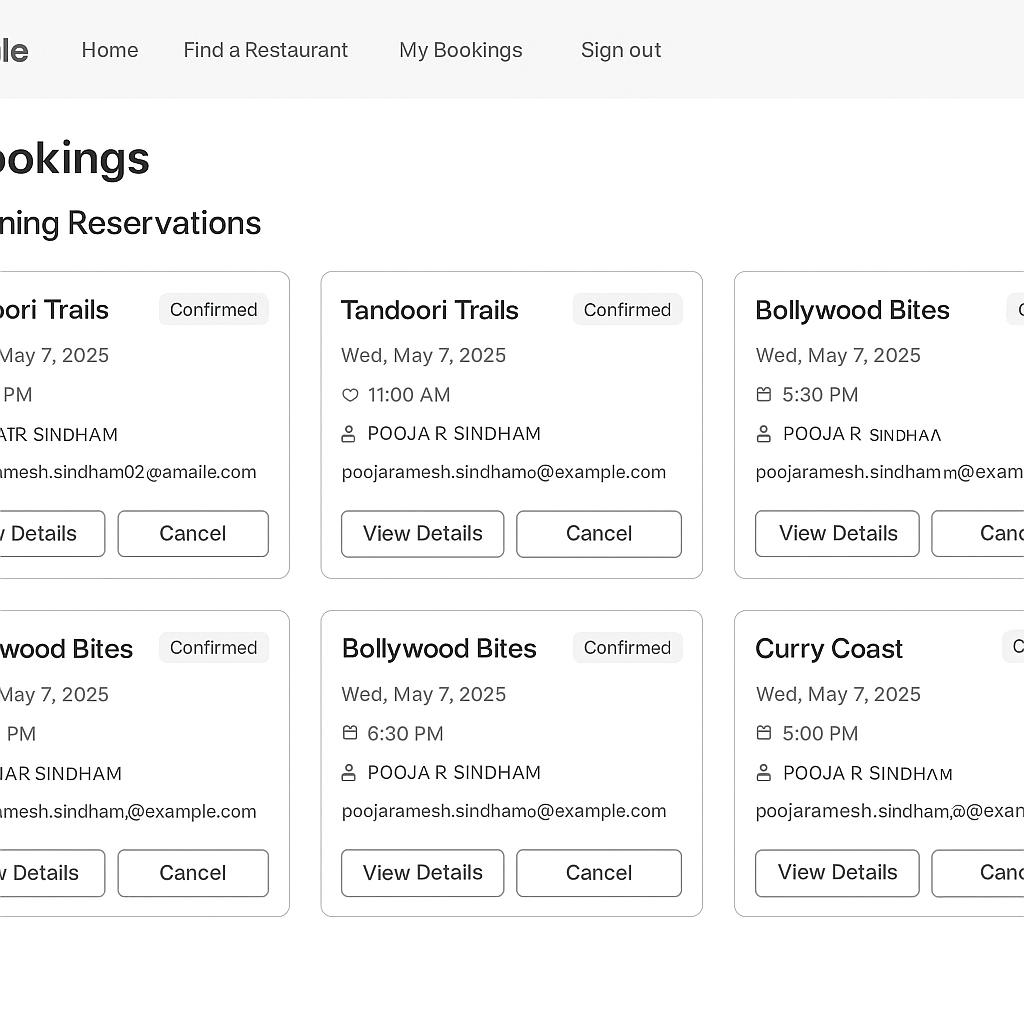 le Home Find a Restaurant My Bookings Sign out
ookings
ning Reservations
oori Trails Confirmed
May 7, 2025
PM
ATR SINDHAM
amesh.sindham02@amaile.com
Details Cancel
Tandoori Trails Confirmed
Wed, May 7, 2025
11:00 AM
POOJA R SINDHAM
poojaramesh.sindhamo@example.com
View Details Cancel
Bollywood Bites
Wed, May 7, 2025
5:30 PM
POOJA R SINDHAΛ
poojaramesh.sindhamm@exam
View Details Canc
wood Bites Confirmed
May 7, 2025
PM
JAR SINDHAM
amesh.sindham,@example.com
Details Cancel
Bollywood Bites Confirmed
Wed, May 7, 2025
6:30 PM
POOJA R SINDHAM
poojaramesh.sindhamo@example.com
View Details Cancel
Curry Coast C
Wed, May 7, 2025
5:00 PM
POOJA R SINDHΛM
poojaramesh.sindham,@@exam
View Details Canc